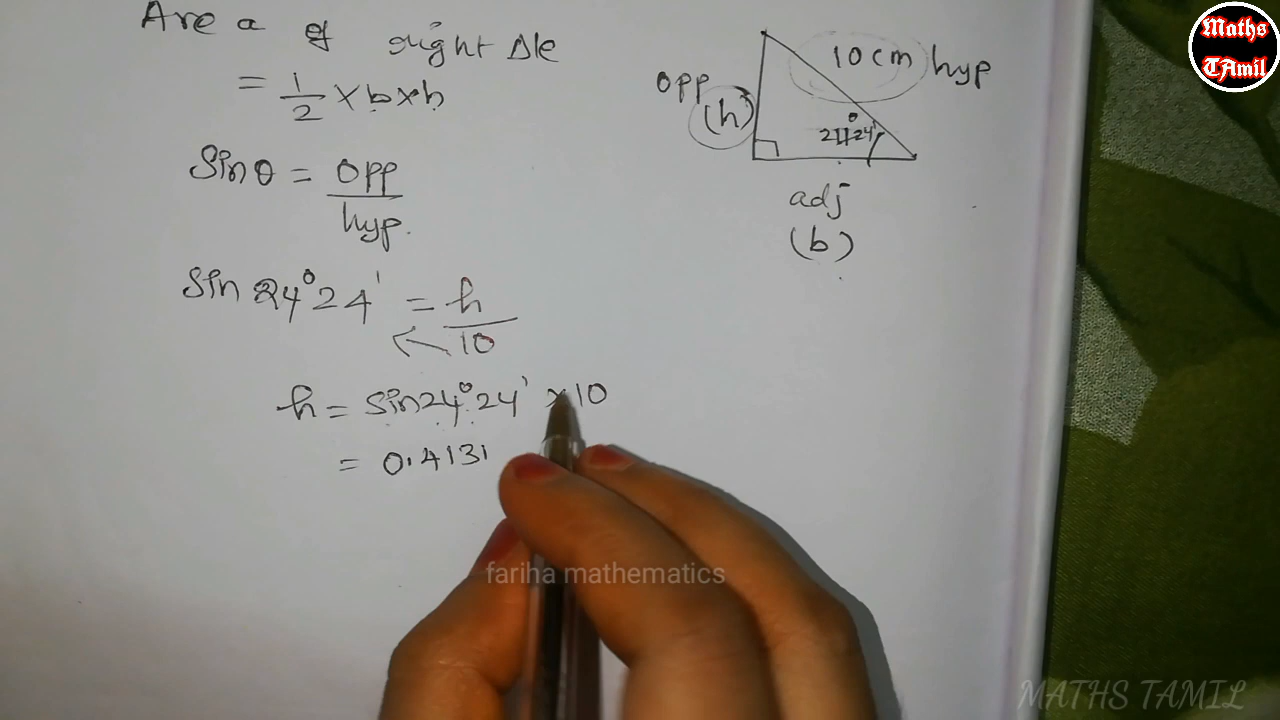 Area of right Δle
= 1/2 × b × h
Sin θ = opp/hyp.
Sin 24°24' = h/10
h = sin 24°24' × 10
= 0.4131
10 cm hyp
opp
(h)
24°24'
adj
(b)
Maths
TAmil
fariha mathematics
MATHS TAMIL